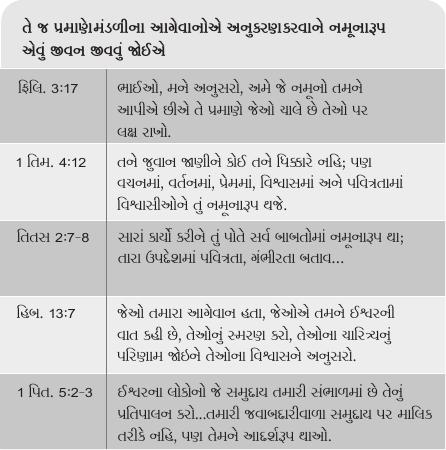 તે જ પ્રમાણેમંડળીના આગેવાનોએ અનુકરણકરવાને નમૂનારૂપ
એવું જીવન જીવવું જોઈએ
ફિલિ. 3:17
ભાઈઓ, મને અનુસરો, અમે જે નમૂનો તમને
આપીએ છીએ તે પ્રમાણે જેઓ ચાલે છે તેઓ પર
લક્ષ રાખો.
1 તિમ. 4:12
તને જુવાન જાણીને કોઈ તને ધિક્કારે નહિ; પણ
વચનમાં, વર્તનમાં, પ્રેમમાં, વિશ્વાસમાં અને પવિત્રતામાં
વિશ્વાસીઓને તું નમૂનારૂપ થજે.
તિતસ 2:7-8
સારાં કાર્યો કરીને તું પોતે સર્વ બાબતોમાં નમૂનારૂપ થા;
તારા ઉપદેશમાં પવિત્રતા, ગંભીરતા બતાવ...
હિબ. 13:7
જેઓ તમારા આગેવાન હતા, જેઓએ તમને ઈશ્વરની
વાત કહી છે, તેઓનું સ્મરણ કરો, તેઓના ચારિત્ર્યનું
પરિણામ જોઇને તેઓના વિશ્વાસને અનુસરો.
1 પિત. 5:2-3
ઈશ્વરના લોકોનો જે સમુદાય તમારી સંભાળમાં છે તેનું
પ્રતિપાલન કરો...તમારી જવાબદારીવાળા સમુદાય પર માલિક
તરીકે નહિ, પણ તેમને આદર્શરૂપ થાઓ.